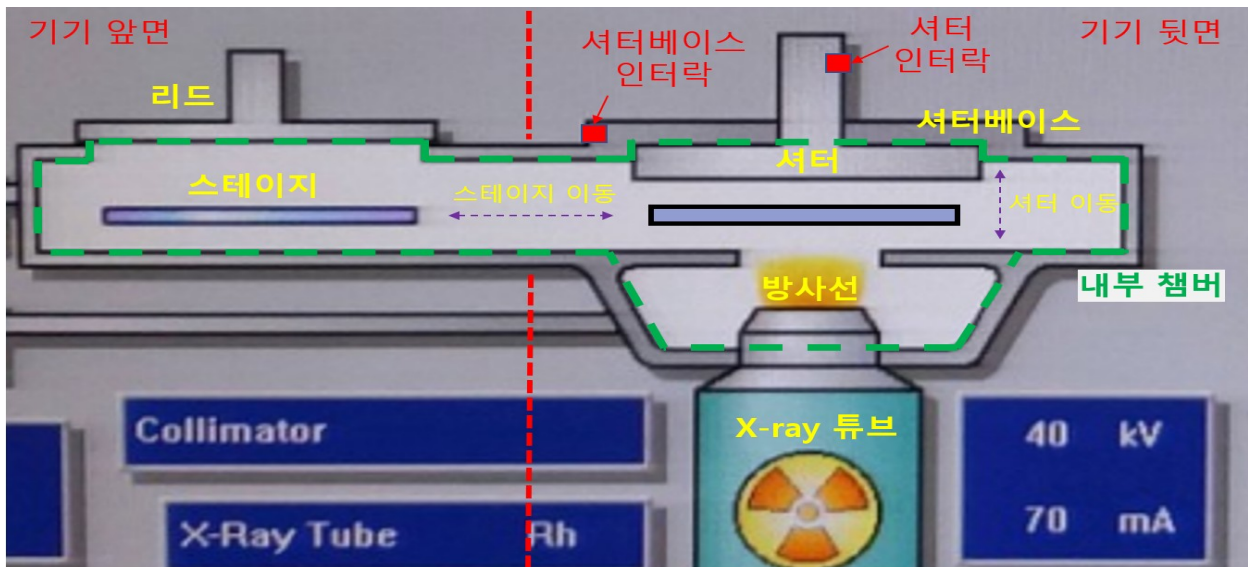 기기 앞면
셔터베이스
인터락
셔터
인터락
기기 뒷면
리드
셔터베이스
셔터
스테이지
스테이지 이동
셔터 이동
방사선
내부 챔버
Collimator
X-ray 튜브
40 kV
X-Ray Tube Rh
70 mA